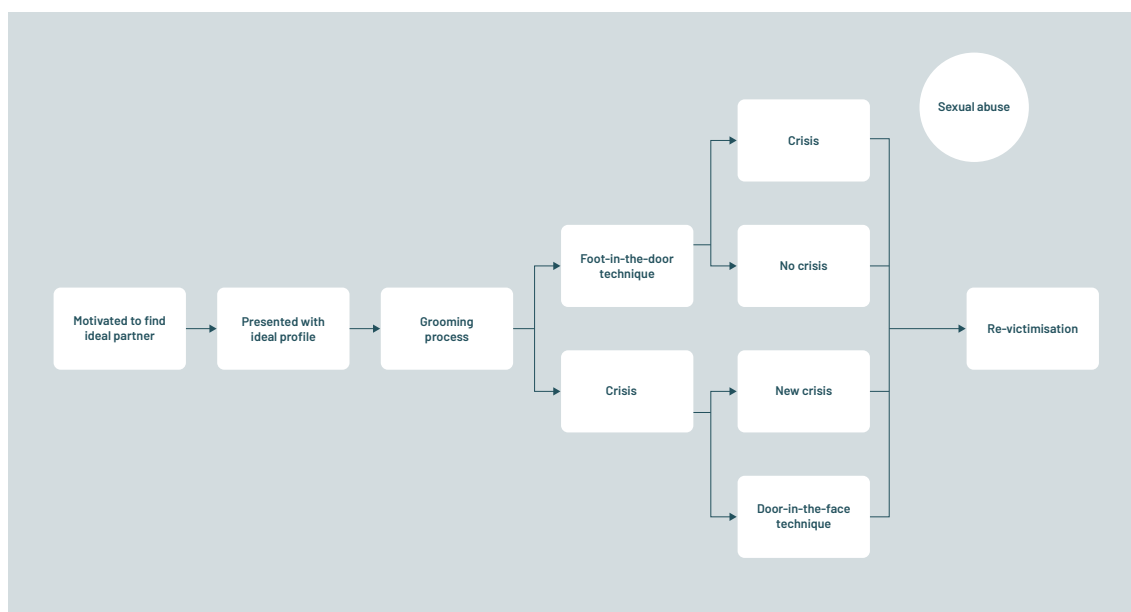 Sexual abuse
Crisis
Foot-in-the-door
technique
No crisis
Motivated to find
ideal partner
Presented with
ideal profile
Grooming
process
Re-victimisation
Crisis
New crisis
Door-in-the-face
technique